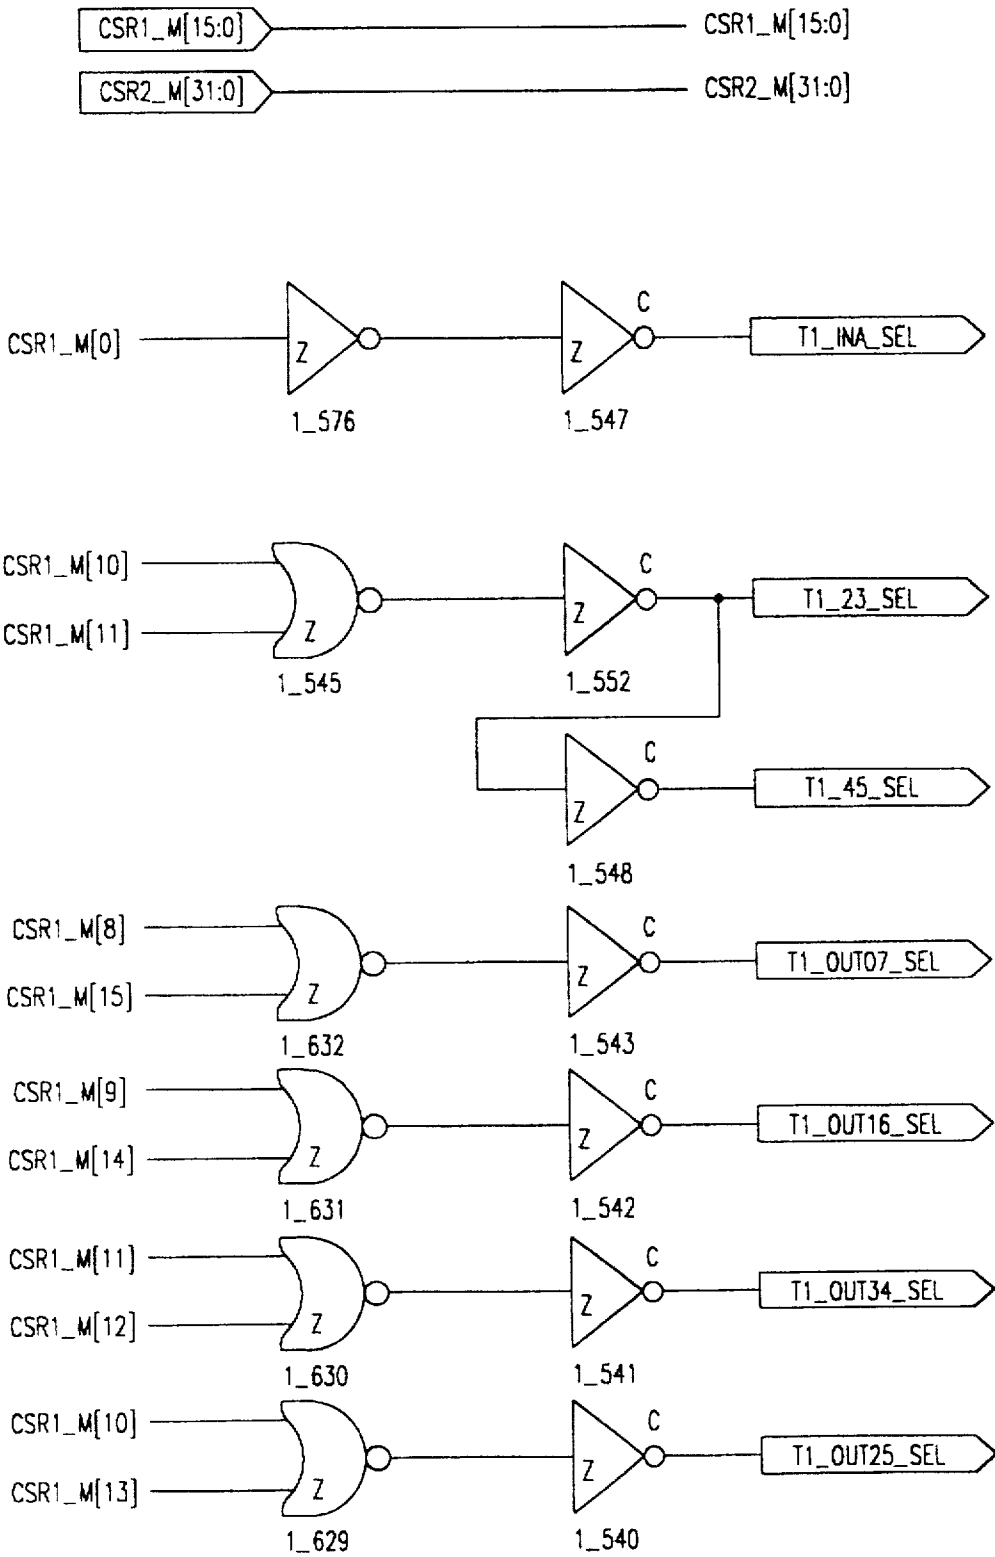 CSR1_M[15:0] CSR1_M[15:0]
CSR2_M[31:0] CSR2_M[31:0]
C
CSR1_M[0] Z Z T1_INA_SEL
1_576 1_547
CSR1_M[10] C T1_23_SEL
CSR1_M[11] Z Z
1_545 1_552
C
Z T1_45_SEL
1_548
CSR1_M[8] C T1_OUT07_SEL
CSR1_M[15] Z Z
1_632 1_543
CSR1_M[9] C T1_OUT16_SEL
CSR1_M[14] Z Z
1_631 1_542
CSR1_M[11] C T1_OUT34_SEL
CSR1_M[12] Z Z
1_630 1_541
CSR1_M[10] C T1_OUT25_SEL
CSR1_M[13] Z Z
1_629 1_540